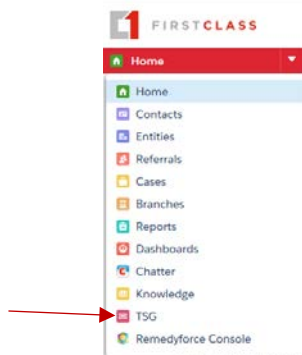 FIRSTCLASS
Home
Home
Contacts
Entities
Referrals
Cases
Branches
Reports
Dashboards
Chatter
Knowledge
TSG
Remedyforce Console